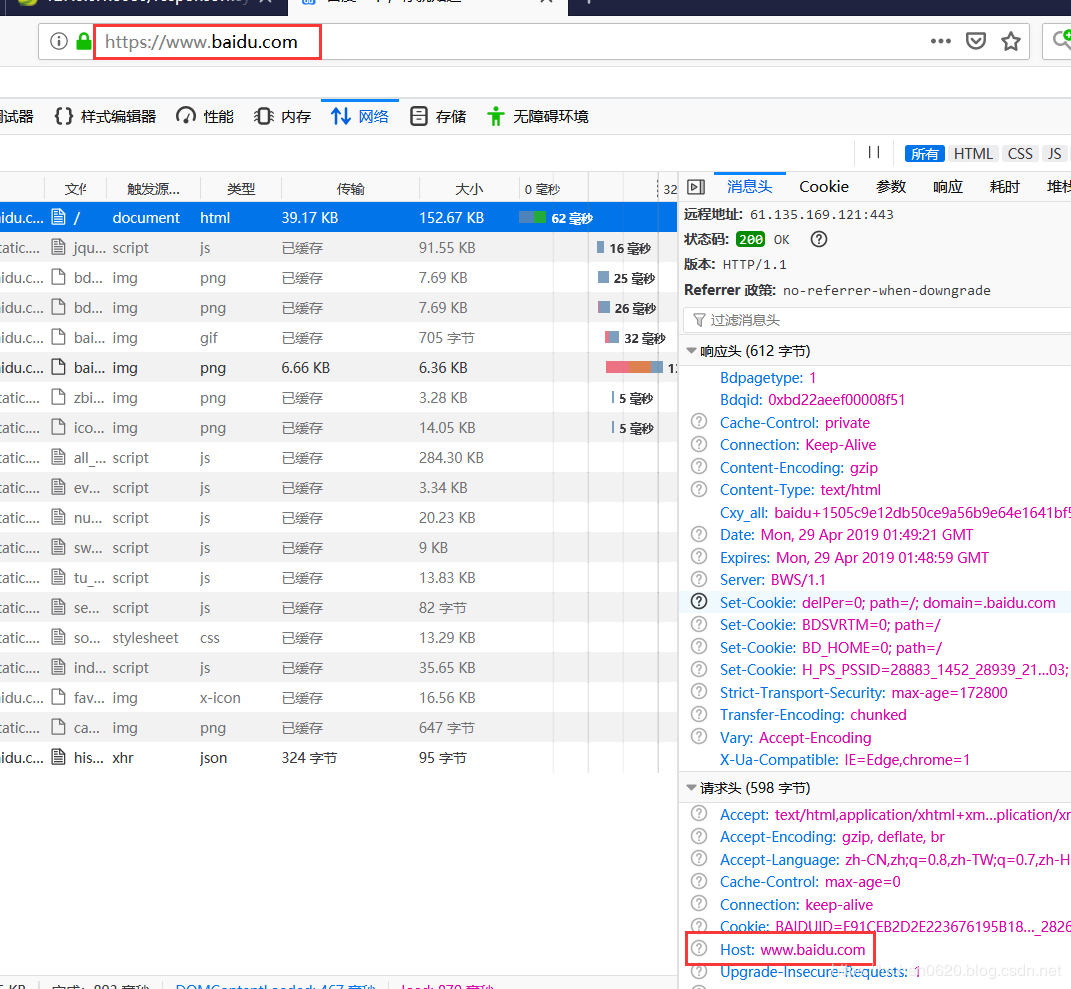 https://www.baidu.com
试器 {} 样式编辑器 性能 内存 网络 存储 无障碍环境
所有 HTML CSS JS
文件 触发源... 类型 传输 大小 0 毫秒 32
消息头 Cookie 参数 响应 耗时 堆栈
idu.c... / document html 39.17 KB 152.67 KB 62 毫秒
tatic.... jqu... script js 已缓存 91.55 KB 16 毫秒
idu.c... bd... img png 已缓存 7.69 KB 25 毫秒
idu.c... bd... img png 已缓存 7.69 KB 26 毫秒
idu.c... bai... img gif 已缓存 705 字节 32 毫秒
idu.c... bai... img png 6.66 KB 6.36 KB
tatic.... zbi... img png 已缓存 3.28 KB 5 毫秒
tatic.... ico... img png 已缓存 14.05 KB 5 毫秒
tatic.... all_... script js 已缓存 284.30 KB
tatic.... ev... script js 已缓存 3.34 KB
tatic.... nu... script js 已缓存 20.23 KB
tatic.... sw... script js 已缓存 9 KB
tatic.... tu_... script js 已缓存 13.83 KB
tatic.... se... script js 已缓存 82 字节
tatic.... so... stylesheet css 已缓存 13.29 KB
tatic.... ind... script js 已缓存 35.65 KB
idu.c... fav... img x-icon 已缓存 16.56 KB
tatic.... ca... img png 已缓存 647 字节
idu.c... his... xhr json 324 字节 95 字节
远程地址: 61.135.169.121:443
状态码: 200 OK
版本: HTTP/1.1
Referrer 政策: no-referrer-when-downgrade
过滤消息头
响应头 (612 字节)
Bdpagetype: 1
Bdqid: 0xbd22aeef00008f51
Cache-Control: private
Connection: Keep-Alive
Content-Encoding: gzip
Content-Type: text/html
Cxy_all: baidu+1505c9e12db50ce9a56b9e64e1641bf5
Date: Mon, 29 Apr 2019 01:49:21 GMT
Expires: Mon, 29 Apr 2019 01:48:59 GMT
Server: BWS/1.1
Set-Cookie: delPer=0; path=/; domain=.baidu.com
Set-Cookie: BDSVRTM=0; path=/
Set-Cookie: BD_HOME=0; path=/
Set-Cookie: H_PS_PSSID=28883_1452_28939_21...03;
Strict-Transport-Security: max-age=172800
Transfer-Encoding: chunked
Vary: Accept-Encoding
X-Ua-Compatible: IE=Edge,chrome=1
请求头 (598 字节)
Accept: text/html,application/xhtml+xm...plication/xm
Accept-Encoding: gzip, deflate, br
Accept-Language: zh-CN,zh;q=0.8,zh-TW;q=0.7,zh-H
Cache-Control: max-age=0
Connection: keep-alive
Cookie: BAIDUID=F91CEB2D2E223676195B18..._2826
Host: www.baidu.com
Upgrade-Insecure-Requests: 1